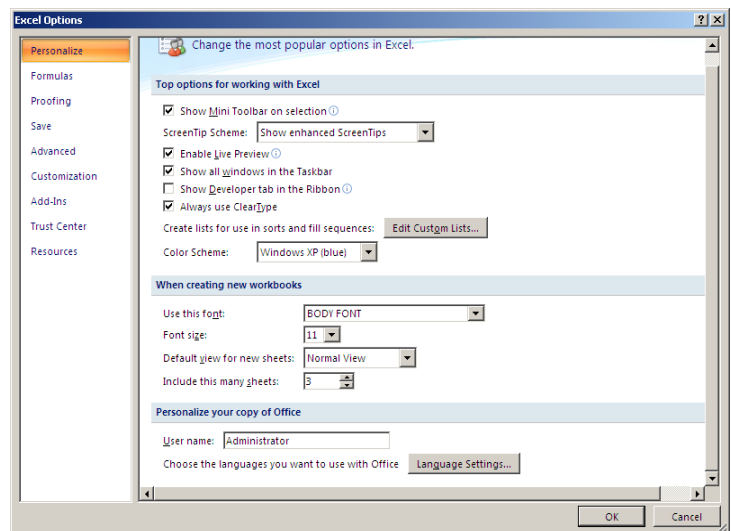 Excel Options
Personalize
Formulas
Proofing
Save
Advanced
Customization
Add-Ins
Trust Center
Resources
Change the most popular options in Excel.
Top options for working with Excel
Show Mini Toolbar on selection
ScreenTip Scheme: Show enhanced ScreenTips
Enable Live Preview
Show all windows in the Taskbar
Show Developer tab in the Ribbon
Always use ClearType
Create lists for use in sorts and fill sequences: Edit Custom Lists...
Color Scheme: Windows XP (blue)
When creating new workbooks
Use this font: BODY FONT
Font size: 11
Default view for new sheets: Normal View
Include this many sheets: 3
Personalize your copy of Office
User name: Administrator
Choose the languages you want to use with Office Language Settings...
OK Cancel